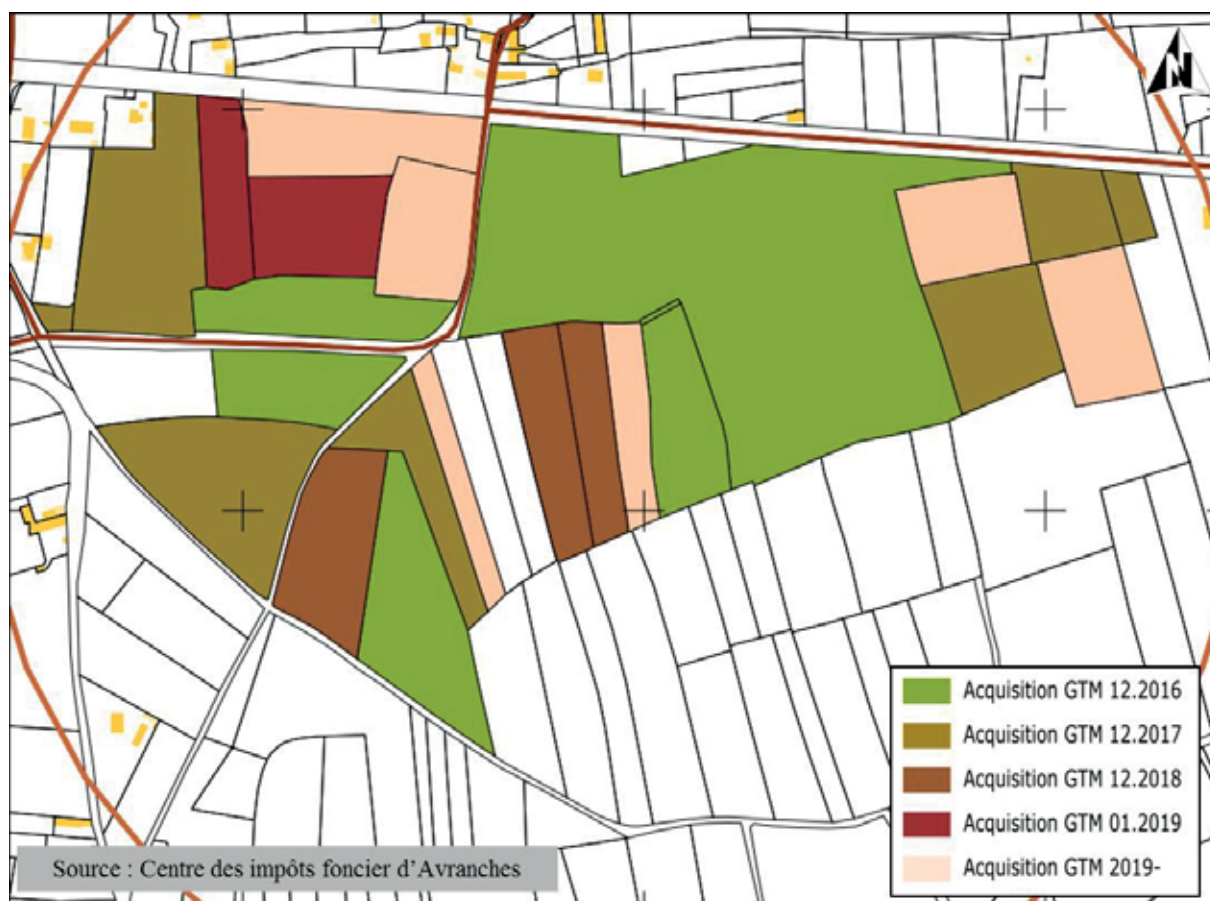 N
Acquisition GTM 12.2016
Acquisition GTM 12.2017
Acquisition GTM 12.2018
Acquisition GTM 01.2019
Acquisition GTM 2019-
Source : Centre des impôts foncier d'Avranches